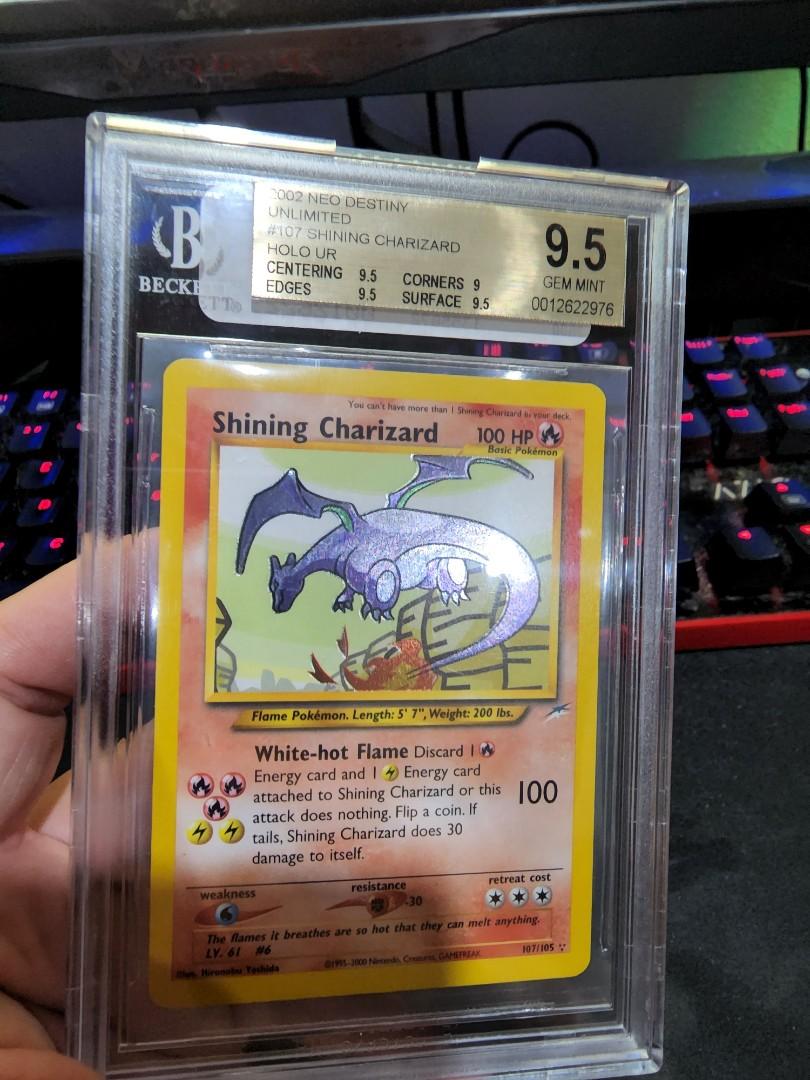 2002 NEO DESTINY
UNLIMITED
#107 SHINING CHARIZARD
HOLO UR
CENTERING 9.5 CORNERS 9
EDGES 9.5 SURFACE 9.5
9.5
GEM MINT
0012622976
B
BECKETT
You can't have more than 1 Shining Charizard in your deck.
Shining Charizard 100 HP
Basic Pokémon
Flame Pokémon. Length: 5' 7", Weight: 200 lbs.
White-hot Flame Discard 1
Energy card and 1 Energy card
attached to Shining Charizard or this
attack does nothing. Flip a coin. If
tails, Shining Charizard does 30
damage to itself.
100
weakness resistance retreat cost
-30
The flames it breathes are so hot that they can melt anything.
LV. 61 #6
107/105
Illus. Hironobu Yoshida
©1995-2000 Nintendo, Creatures, GAMEFREAK